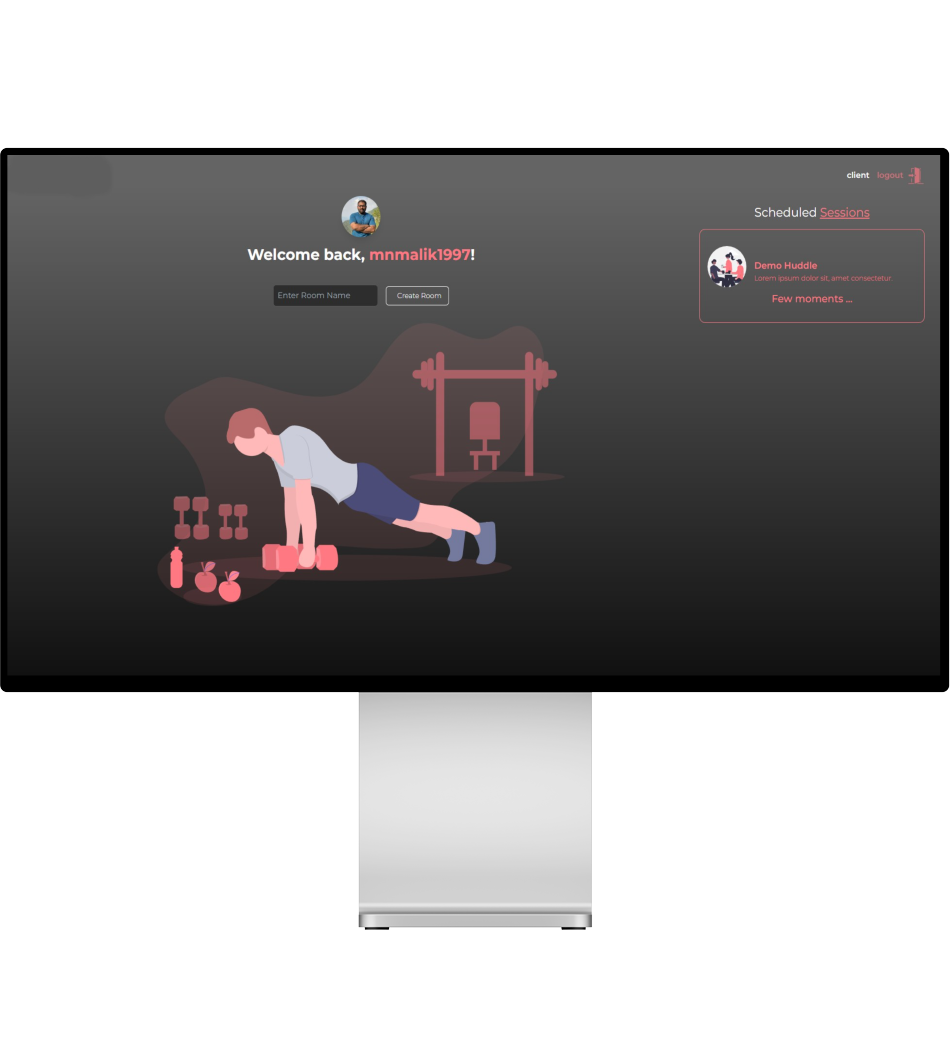 client logout
Scheduled Sessions
Welcome back, mnmalik1997!
Enter Room Name
Create Room
Demo Huddle
Lorem ipsum dolor sit, amet consectetur.
Few moments ...